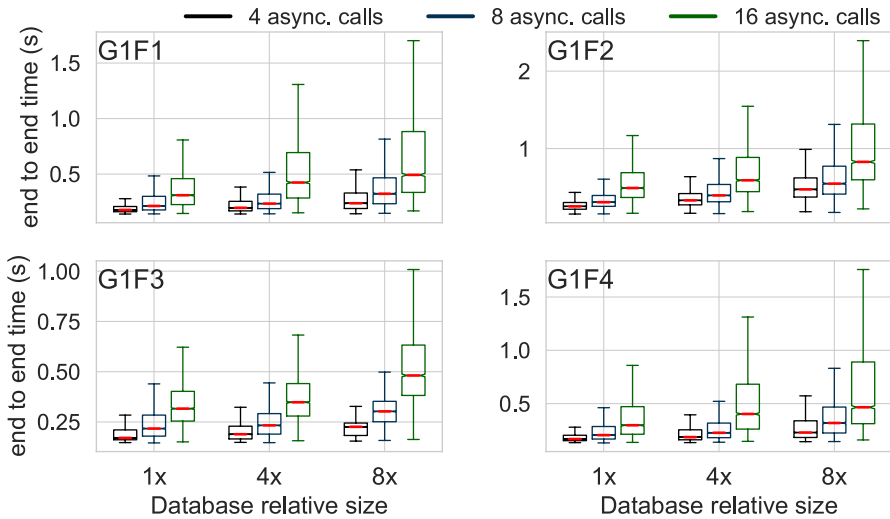 4 async. calls 8 async. calls 16 async. calls
G1F1
G1F2
end to end time (s)
1.5
1.0
0.5
2
1
G1F3
G1F4
end to end time (s)
1.00
0.75
0.50
0.25
1.5
1.0
0.5
1x 4x 8x
1x 4x 8x
Database relative size
Database relative size